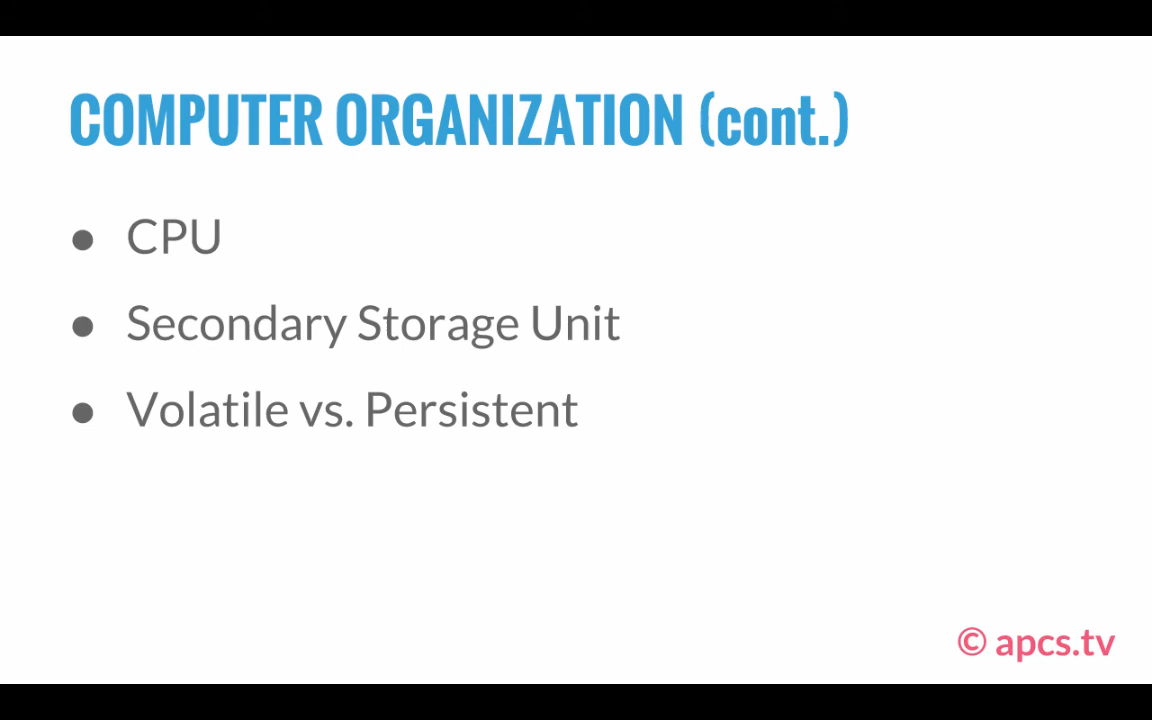 COMPUTER ORGANIZATION (cont.)
● CPU
● Secondary Storage Unit
● Volatile vs. Persistent
© apcs.tv